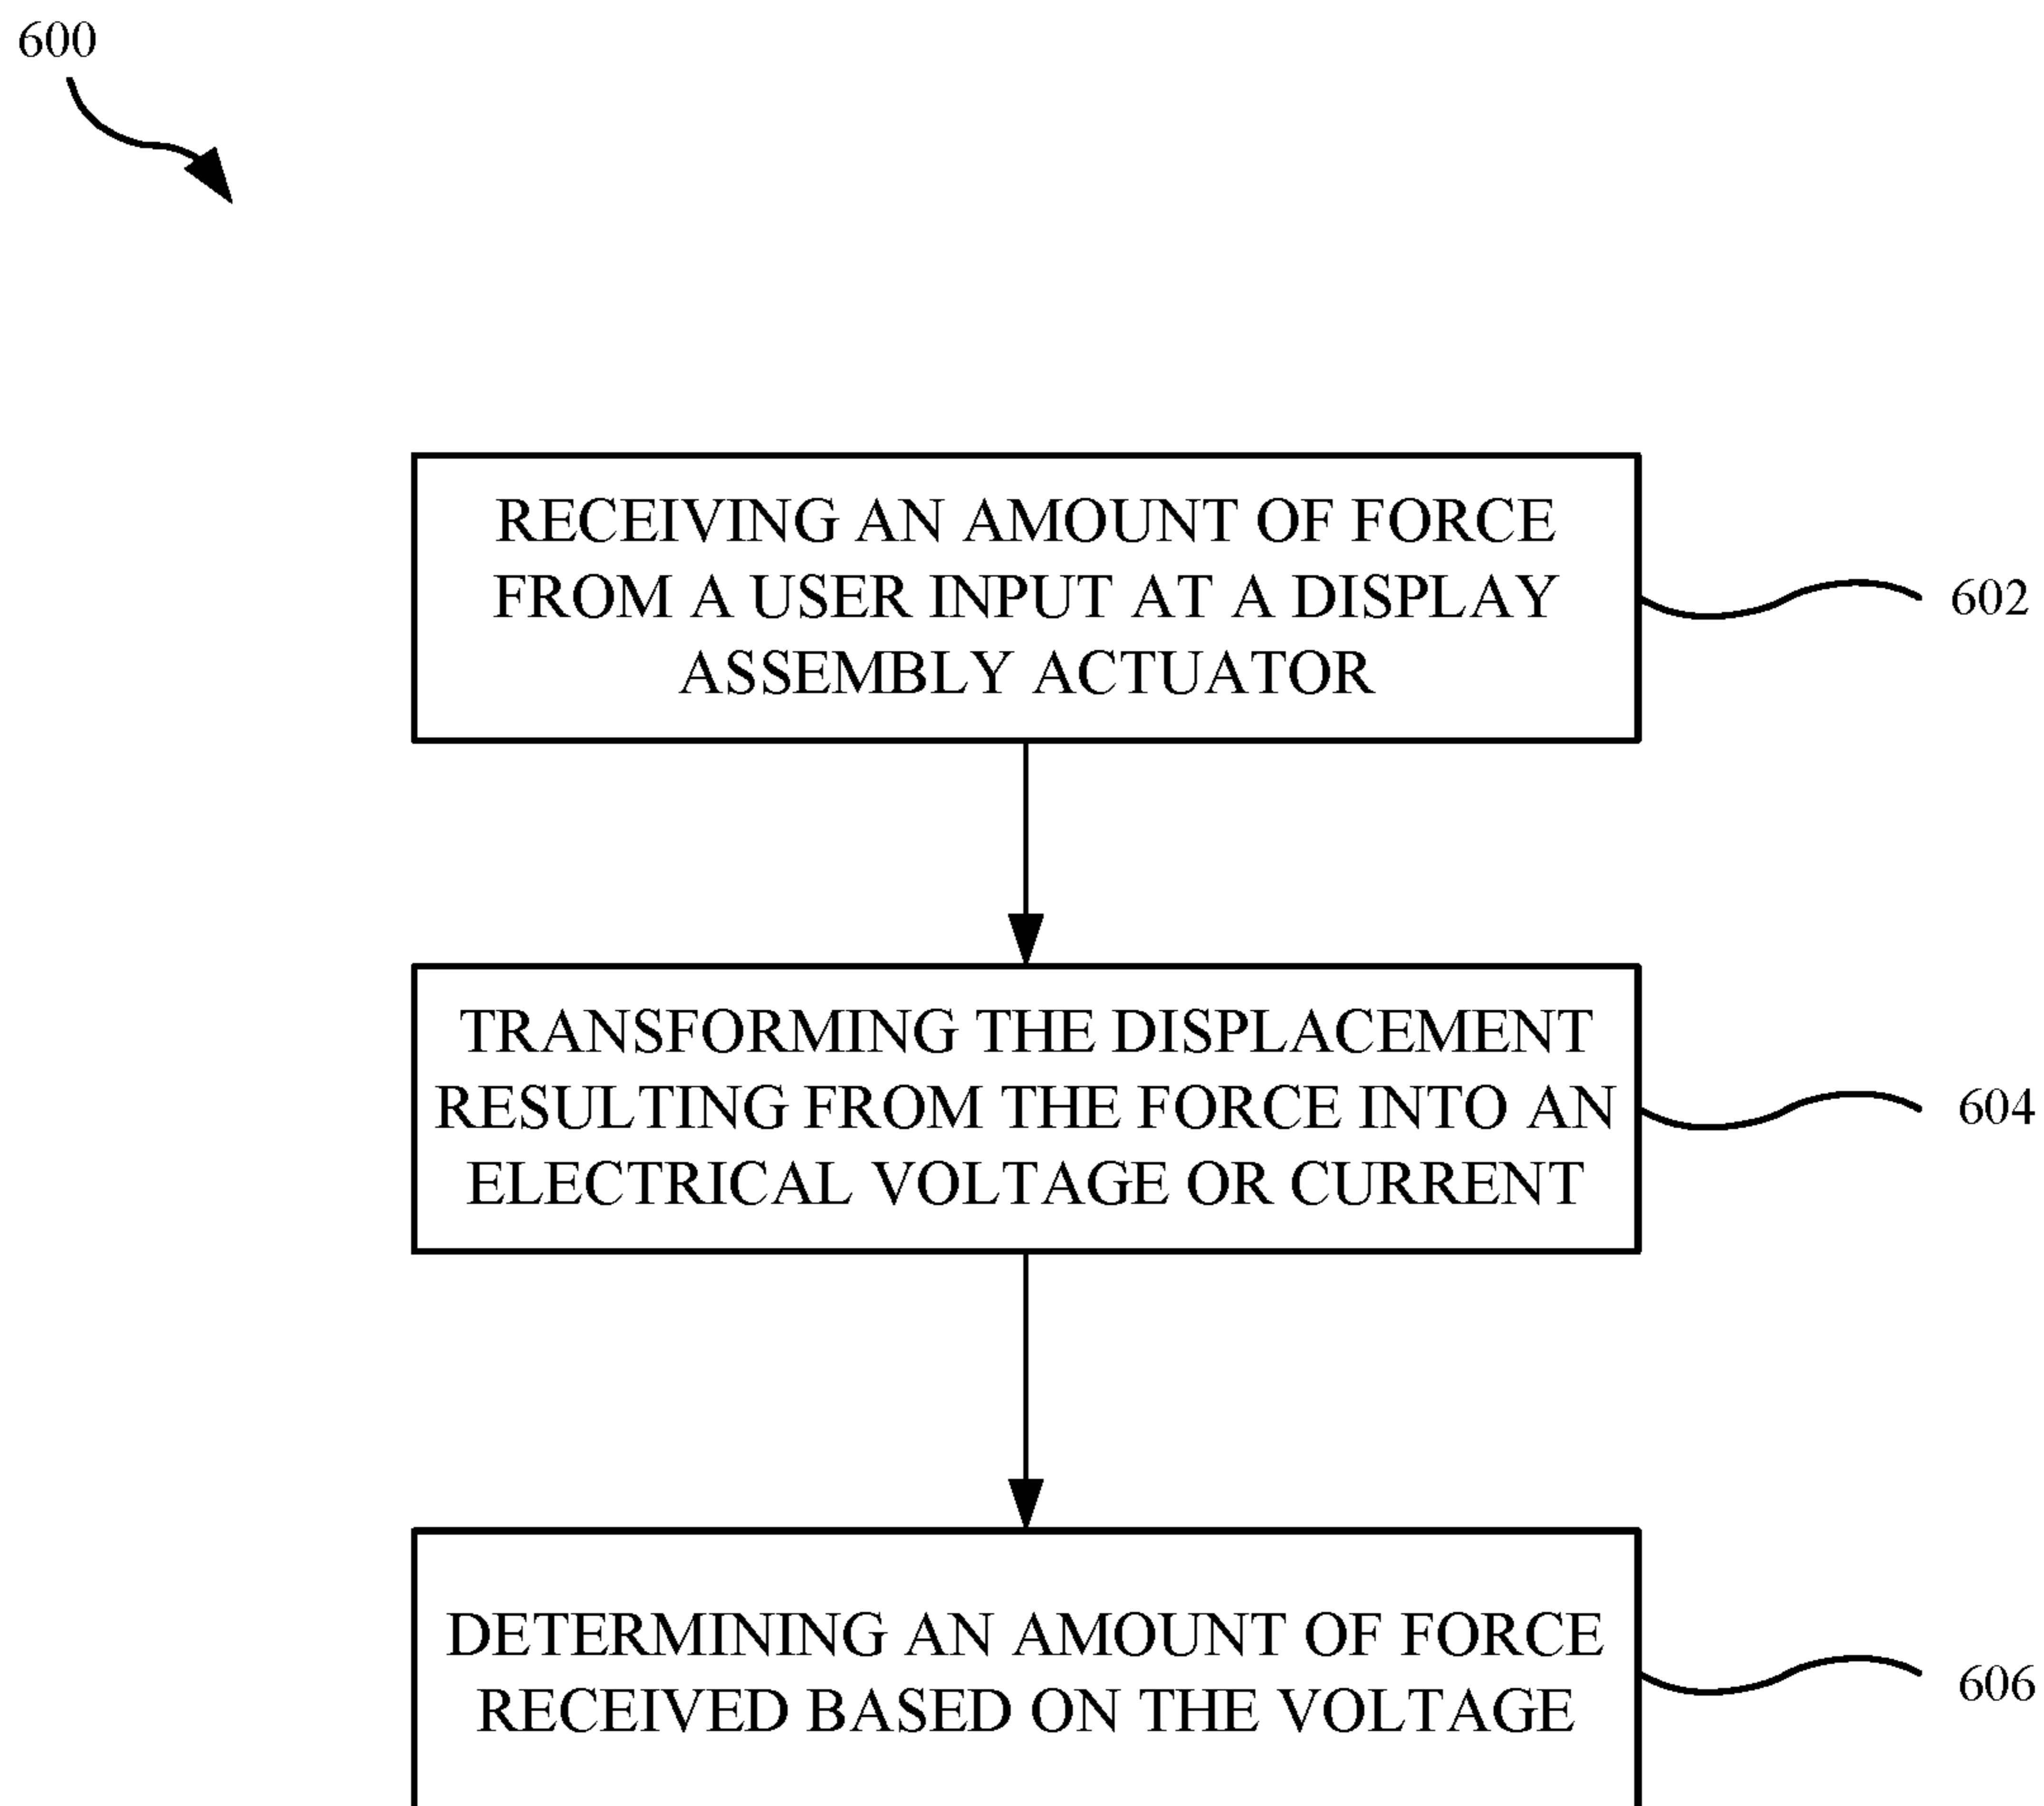 600
RECEIVING AN AMOUNT OF FORCE
FROM A USER INPUT AT A DISPLAY
ASSEMBLY ACTUATOR
602
TRANSFORMING THE DISPLACEMENT
RESULTING FROM THE FORCE INTO AN
ELECTRICAL VOLTAGE OR CURRENT
604
DETERMINING AN AMOUNT OF FORCE
RECEIVED BASED ON THE VOLTAGE
606